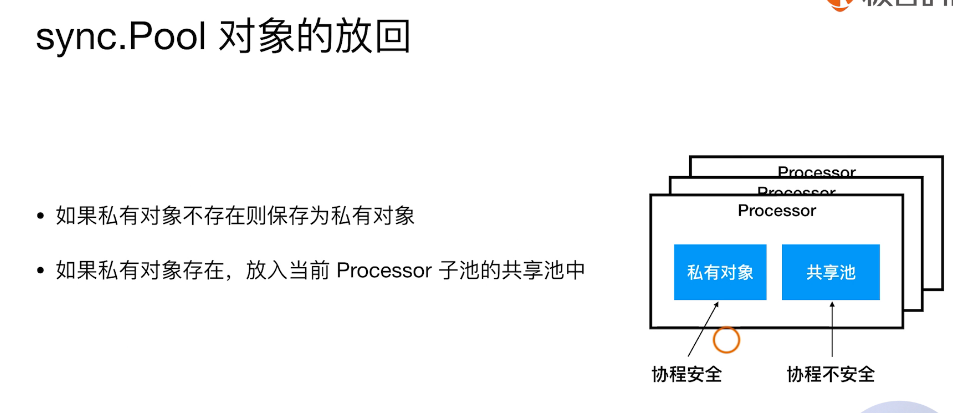 sync.Pool 对象的放回
• 如果私有对象不存在则保存为私有对象
• 如果私有对象存在，放入当前 Processor 子池的共享池中
Processor
Processor
Processor
私有对象
共享池
协程安全
协程不安全